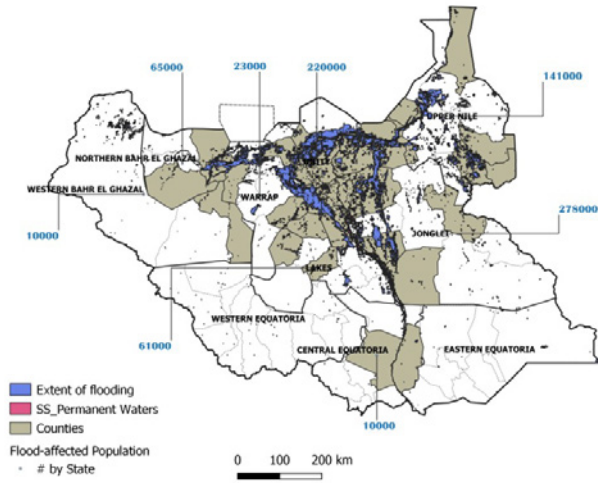 65000
23000
220000
141000
UPPER NILE
NORTHERN BAHR EL GHAZAL
UNITY
WESTERN BAHR EL GHAZAL
WARRAP
JONGLEI
278000
10000
LAKES
WESTERN EQUATORIA
61000
CENTRAL EQUATORIA
EASTERN EQUATORIA
10000
Extent of flooding
SS_Permanent Waters
Counties
Flood-affected Population
# by State
0 100 200 km